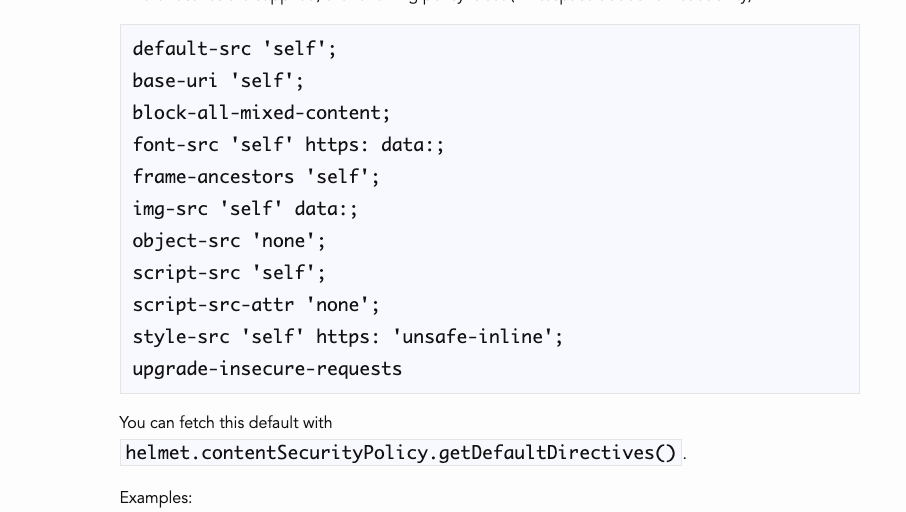 default-src 'self';
base-uri 'self';
block-all-mixed-content;
font-src 'self' https: data:;
frame-ancestors 'self';
img-src 'self' data:;
object-src 'none';
script-src 'self';
script-src-attr 'none';
style-src 'self' https: 'unsafe-inline';
upgrade-insecure-requests
You can fetch this default with
helmet.contentSecurityPolicy.getDefaultDirectives().
Examples: